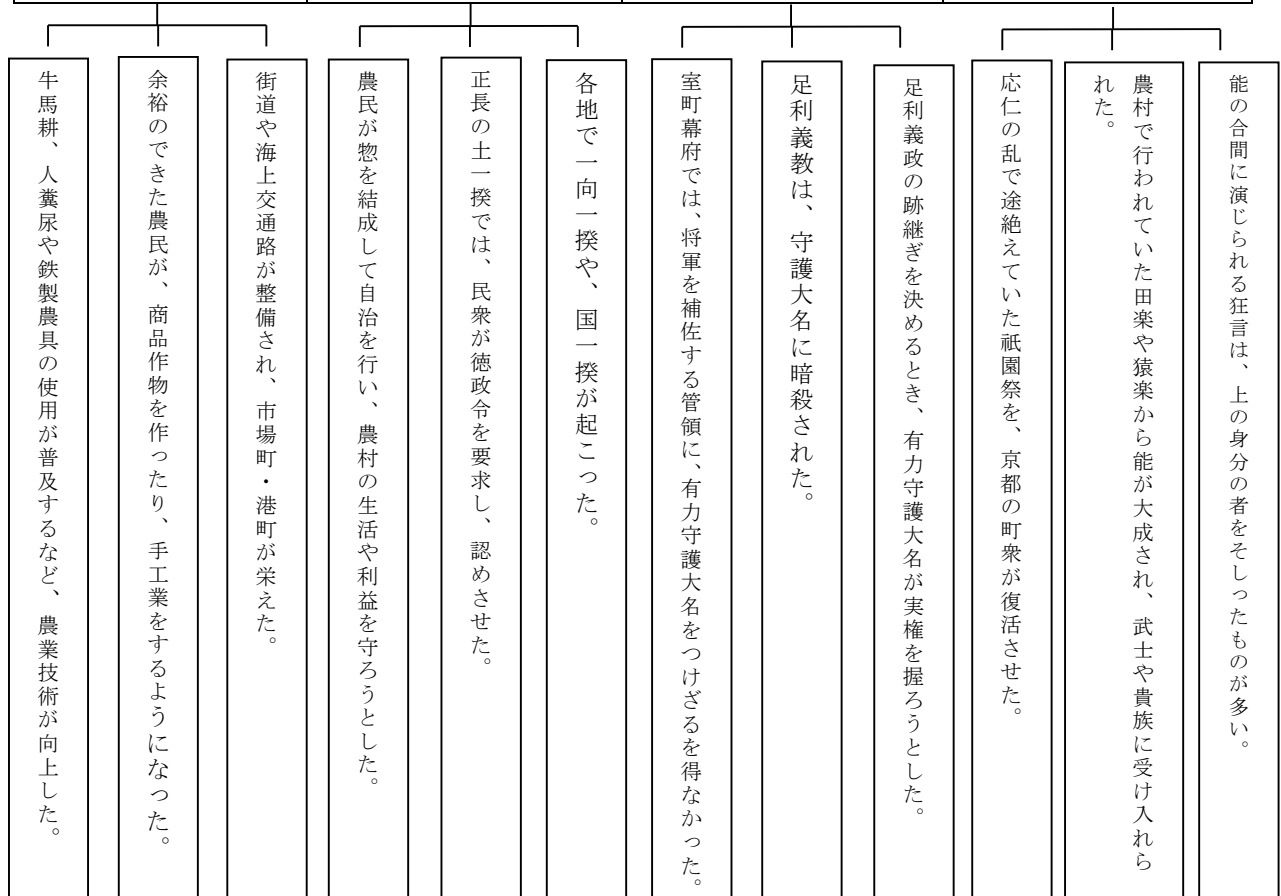 能の合間に演じられる狂言は、上の身分の者をそしったものが多い。
農村で行われていた田楽や猿楽から能が大成され、武士や貴族に受け入れら
れた。
応仁の乱で途絶えていた祇園祭を、京都の町衆が復活させた。
足利義政の跡継ぎを決めるとき、有力守護大名が実権を握ろうとした。
足利義教は、守護大名に暗殺された。
室町幕府では、将軍を補佐する管領に、有力守護大名をつけざるを得なかった。
各地で一向一揆や、国一揆が起こった。
正長の土一揆では、民衆が徳政令を要求し、認めさせた。
農民が惣を結成して自治を行い、農村の生活や利益を守ろうとした。
街道や海上交通路が整備され、市場町・港町が栄えた。
余裕のできた農民が、商品作物を作ったり、手工業をするようになった。
牛馬耕、人糞尿や鉄製農具の使用が普及するなど、農業技術が向上した。